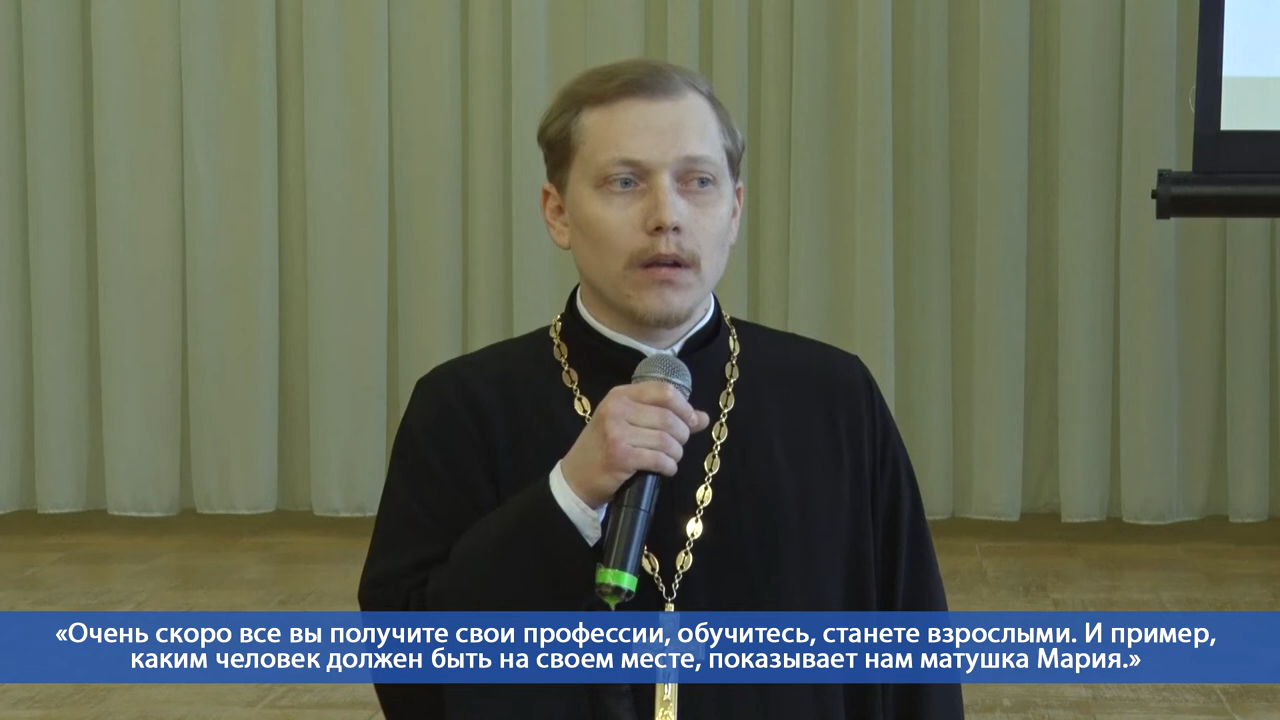 «Очень скоро все вы получите свои профессии, обучитесь, станете взрослыми. И пример,
каким человек должен быть на своем месте, показывает нам матушка Мария.»